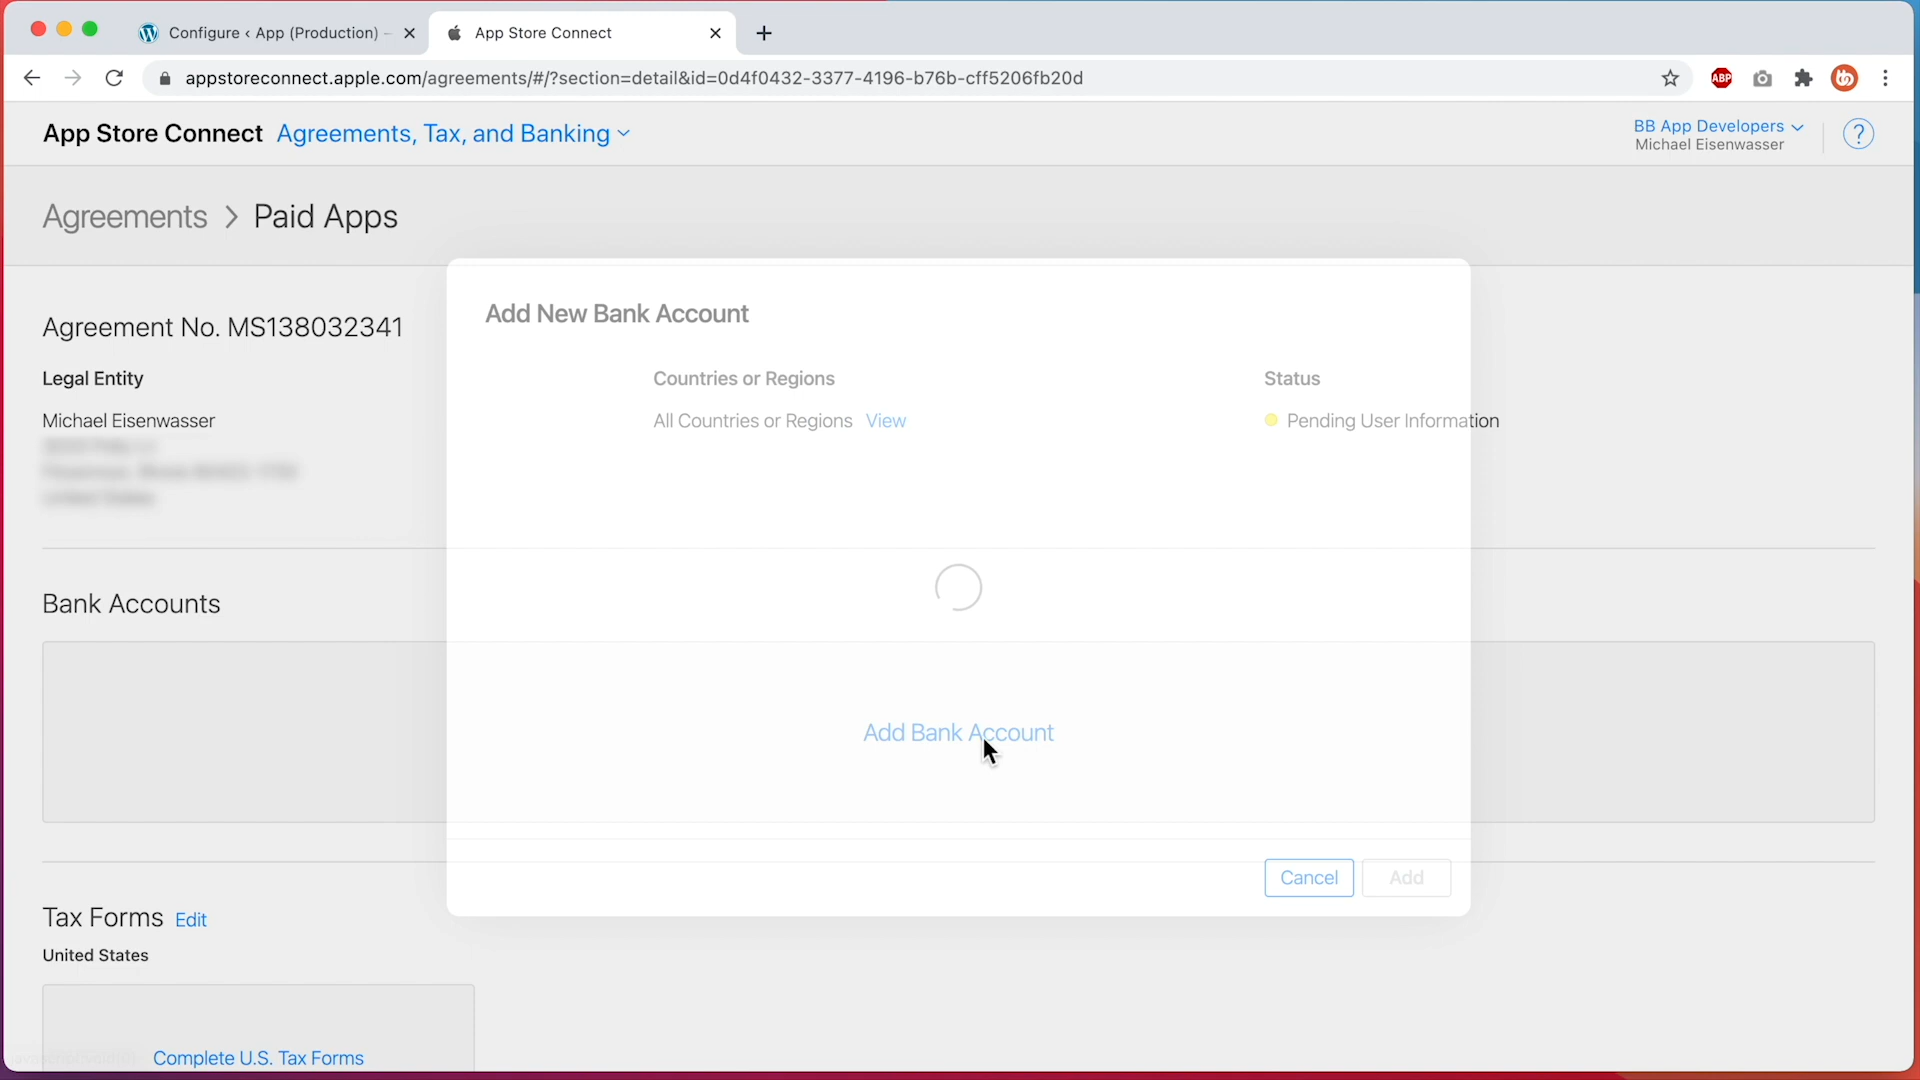 Configure ‹ App (Production) –
App Store Connect
appstoreconnect.apple.com/agreements/#/?section=detail&id=0d4f0432-3377-4196-b76b-cff5206fb20d
ABP
App Store Connect Agreements, Tax, and Banking
BB App Developers
Michael Eisenwasser
?
Agreements > Paid Apps
Add New Bank Account
Agreement No. MS138032341
Legal Entity
Countries or Regions
Status
Michael Eisenwasser
All Countries or Regions View
Pending User Information
Bank Accounts
Add Bank Account
Cancel
Add
Tax Forms Edit
United States
Complete U.S. Tax Forms